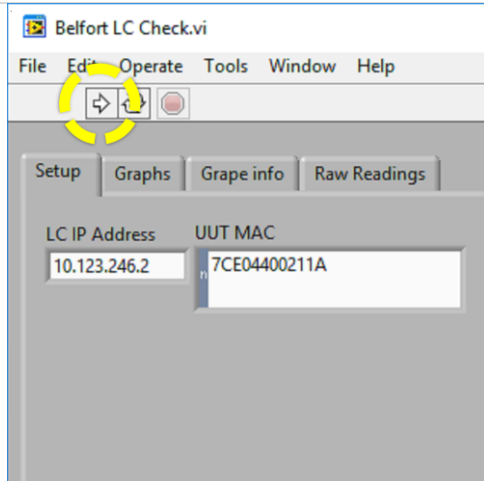 Belfort LC Check.vi
File Edit Operate Tools Window Help
Setup Graphs Grape info Raw Readings
LC IP Address UUT MAC
10.123.246.2 n 7CE04400211A